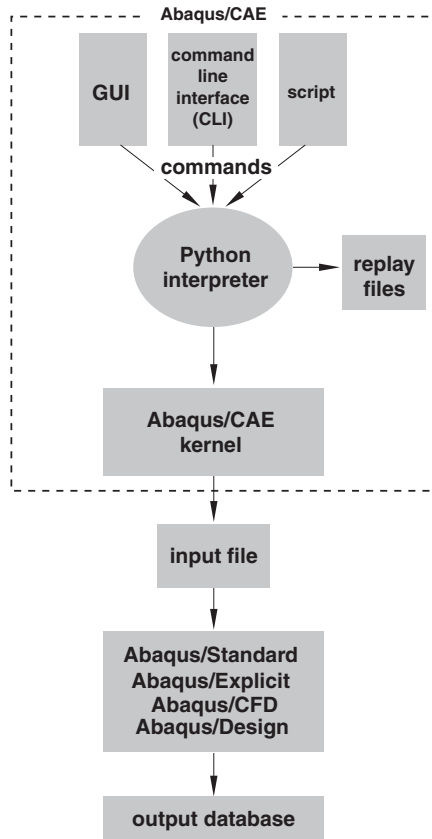 Abaqus/CAE
GUI
command
line
interface
(CLI)
script
commands
Python
interpreter
replay
files
Abaqus/CAE
kernel
input file
Abaqus/Standard
Abaqus/Explicit
Abaqus/CFD
Abaqus/Design
output database